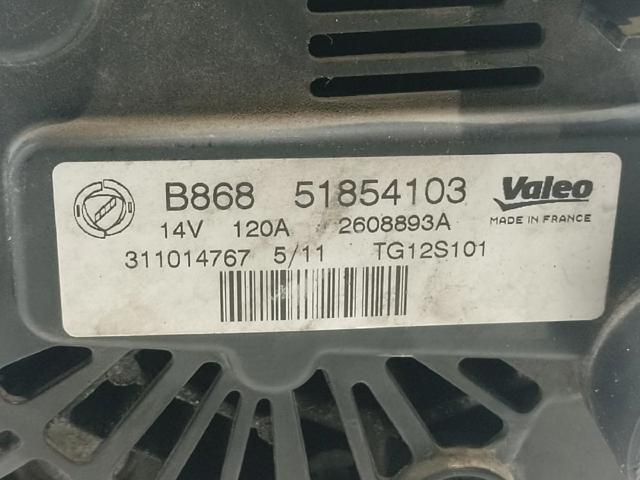 B868 51854103 Valeo
14V 120A 2608893A MADE IN FRANCE
311014767 5/11 TG12S101